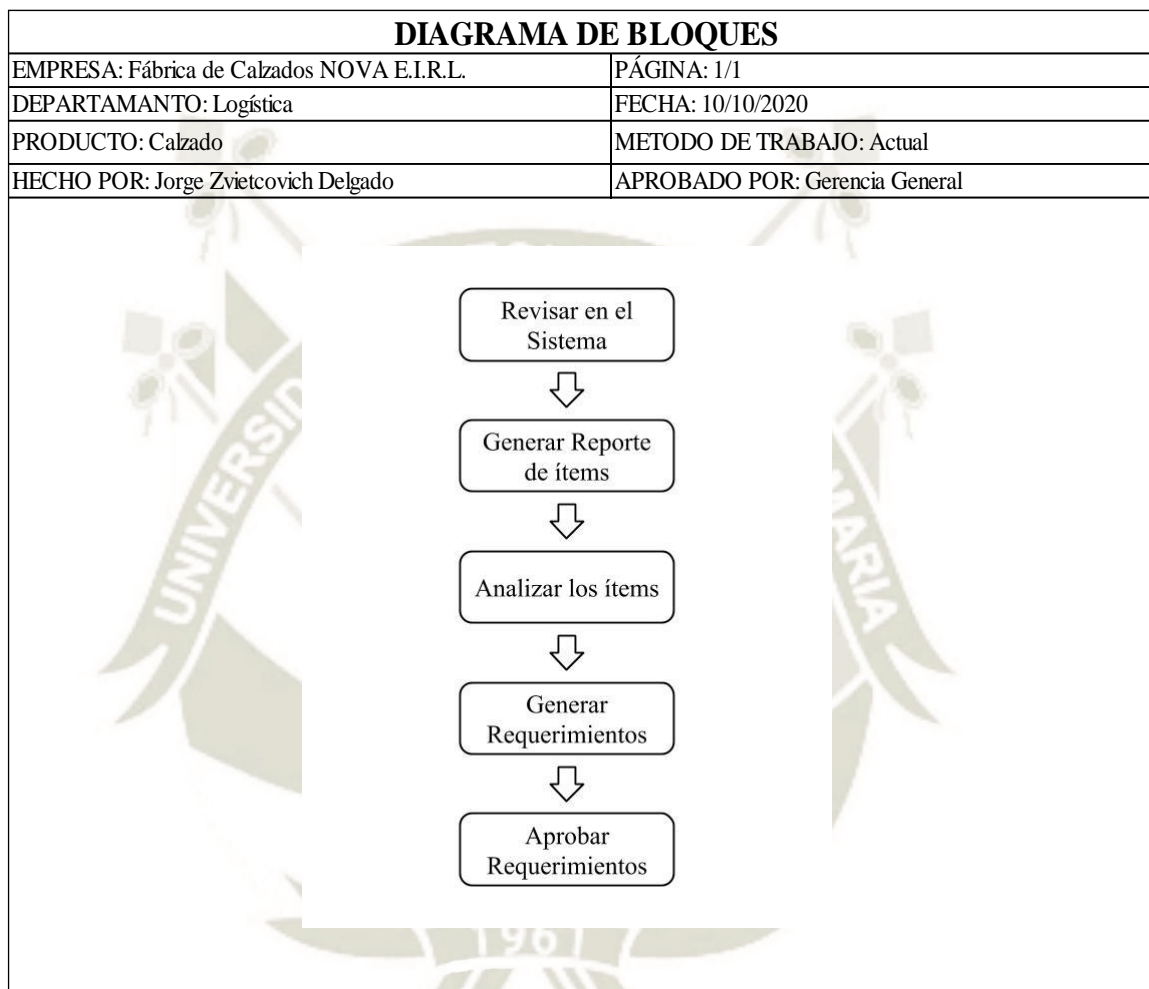 DIAGRAMA DE BLOQUES
EMPRESA: Fábrica de Calzados NOVA E.I.R.L.
PÁGINA: 1/1
DEPARTAMANTO: Logística
FECHA: 10/10/2020
PRODUCTO: Calzado
METODO DE TRABAJO: Actual
HECHO POR: Jorge Zvietcovich Delgado
APROBADO POR: Gerencia General
Revisar en el
Sistema
Generar Reporte
de ítems
Analizar los ítems
Generar
Requerimientos
Aprobar
Requerimientos
MARIA